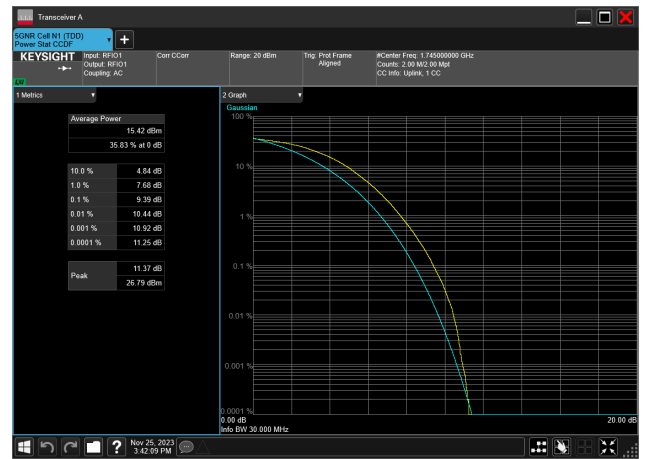 Transceiver A
5GNR Cell N1 (TDD)
Power Stat CCDF
KEYSIGHT
LW
Input: RFIO1
Output: RFIO1
Coupling: AC
Corr CCorr
Range: 20 dBm
Trig: Prot Frame
Aligned
#Center Freq: 1.745000000 GHz
Counts: 2.00 M/2.00 Mpt
CC Info: Uplink, 1 CC
1 Metrics
Average Power
15.42 dBm
35.83 % at 0 dB
10.0 % 4.84 dB
1.0 % 7.68 dB
0.1 % 9.39 dB
0.01 % 10.44 dB
0.001 % 10.92 dB
0.0001 % 11.25 dB
Peak
11.37 dB
26.79 dBm
2 Graph
Gaussian
100 %
10 %
1 %
0.1 %
0.01 %
0.001 %
0.0001 %
0.00 dB
20.00 dB
Info BW 30.000 MHz
Nov 25, 2023
3:42:09 PM